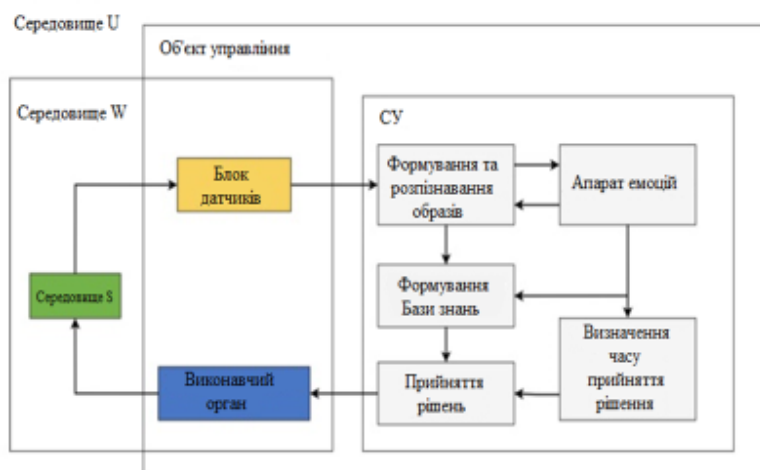 Середовище U
Об'єкт управління
Середовище W
СУ
Блок
датчиків
Формування та
розпізнавання
образів
Апарат емоцій
Середовище S
Формування
Бази знань
Визначення
часу
прийняття
рішення
Виконавчий
орган
Прийняття
рішень